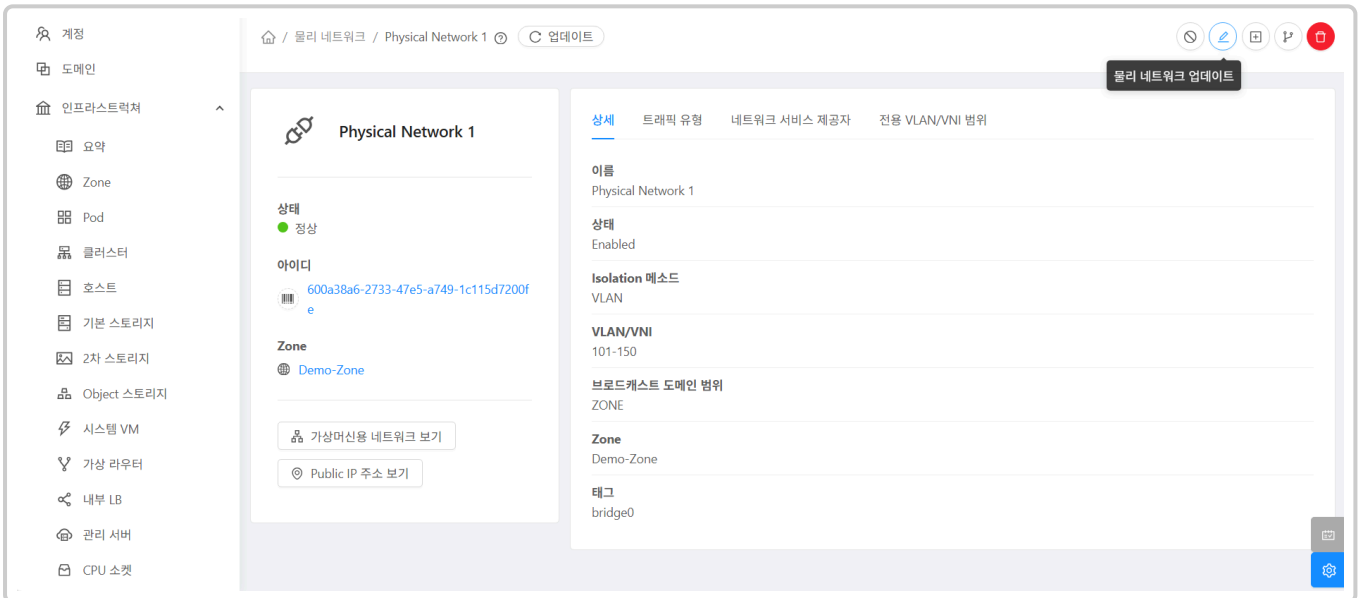 계정
도메인
인프라스트럭쳐
요약
Zone
Pod
클러스터
호스트
기본 스토리지
2차 스토리지
Object 스토리지
시스템 VM
가상 라우터
내부 LB
관리 서버
CPU 소켓
/ 물리 네트워크 / Physical Network 1 업데이트
물리 네트워크 업데이트
Physical Network 1
상태
정상
아이디
600a38a6-2733-47e5-a749-1c115d7200f
e
Zone
Demo-Zone
가상머신용 네트워크 보기
Public IP 주소 보기
상세 트래픽 유형 네트워크 서비스 제공자 전용 VLAN/VNI 범위
이름
Physical Network 1
상태
Enabled
Isolation 메소드
VLAN
VLAN/VNI
101-150
브로드캐스트 도메인 범위
ZONE
Zone
Demo-Zone
태그
bridge0